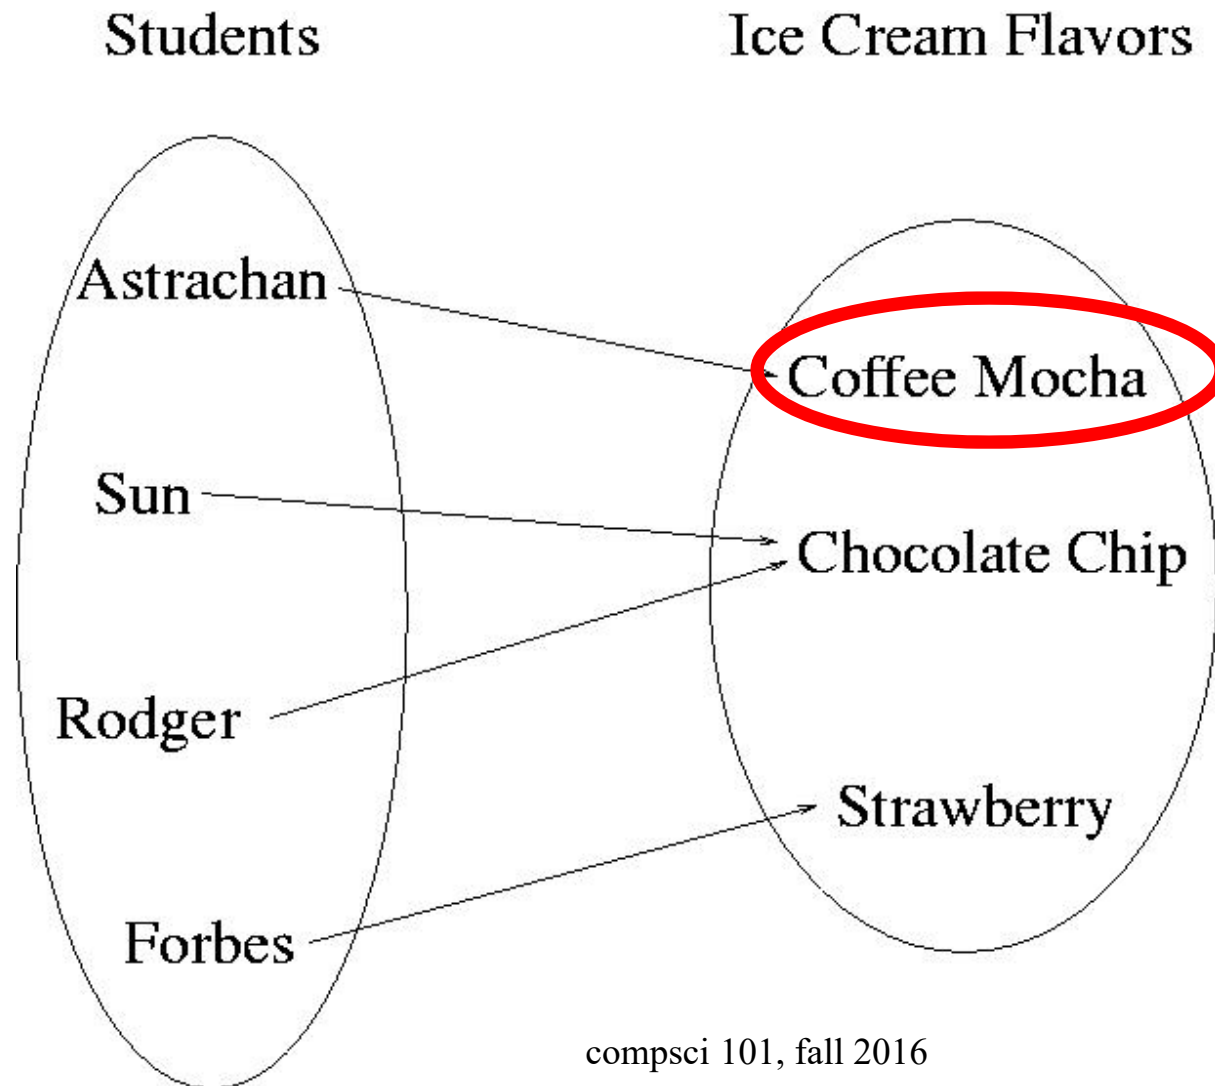 Students
Ice Cream Flavors
Astrachan
Coffee Mocha
Sun
Chocolate Chip
Rodger
Strawberry
Forbes
compsci 101, fall 2016